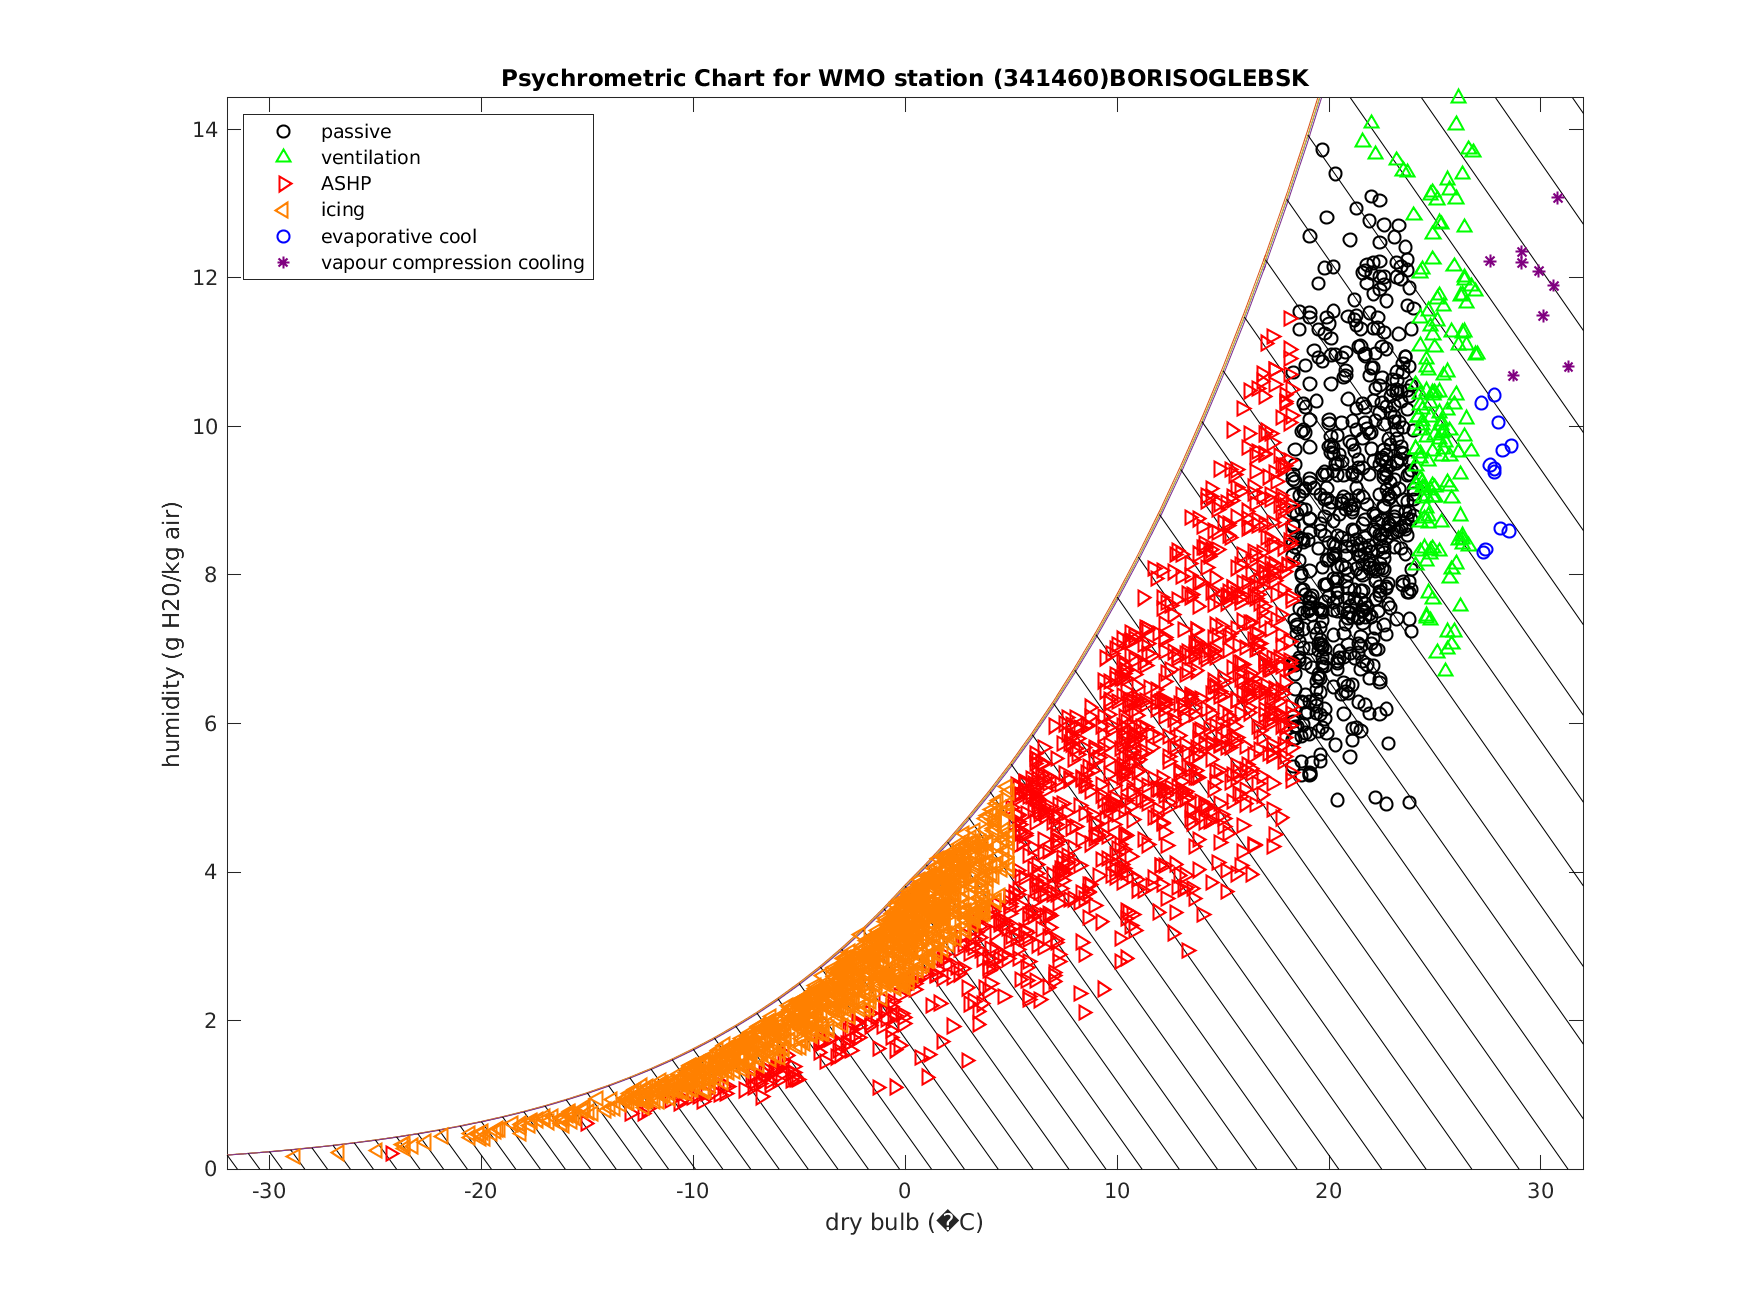 Psychrometric Chart for WMO station (341460)BORISOGLEBSK
passive
ventilation
ASHP
icing
evaporative cool
vapour compression cooling
14
12
10
8
6
4
2
0
humidity (g H20/kg air)
-30 -20 -10 0 10 20 30
dry bulb (�C)